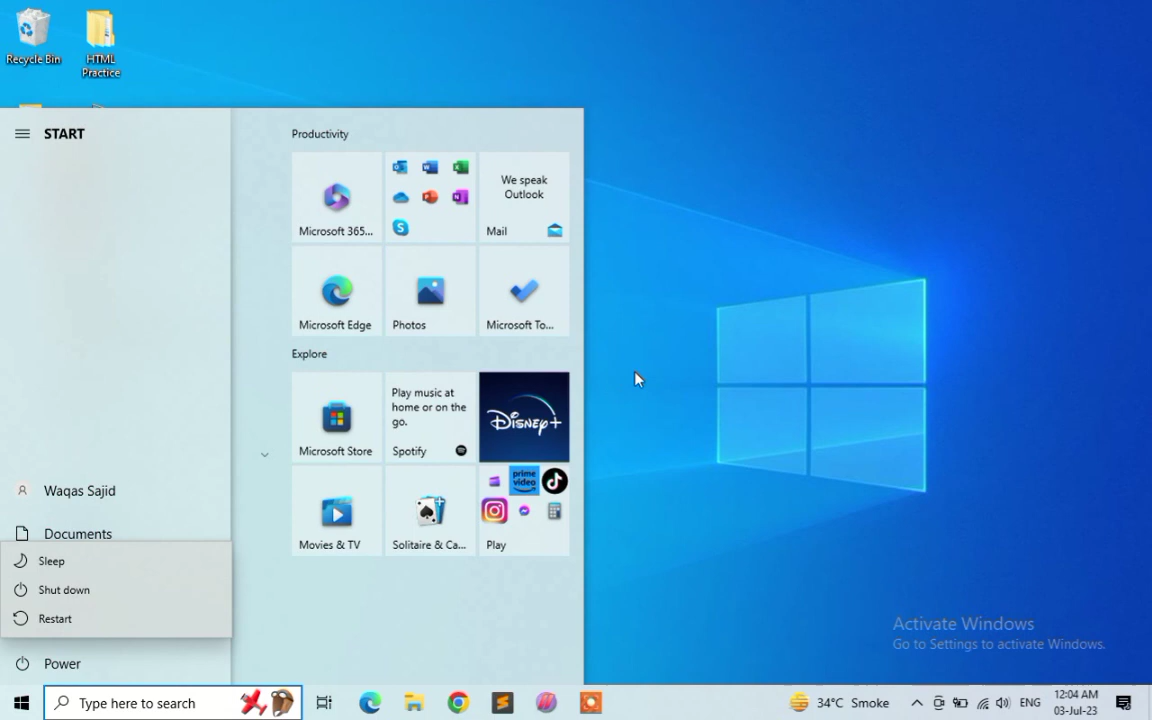 Recycle Bin
HTML
Practice
START
Waqas Sajid
Documents
Sleep
Shut down
Restart
Power
Productivity
Microsoft 365...
We speak
Outlook
Mail
Microsoft Edge
Photos
Microsoft To...
Explore
Microsoft Store
Play music at
home or on the
go.
Spotify
Disney+
Movies & TV
Solitaire & Ca...
prime
video
Play
Activate Windows
Go to Settings to activate Windows.
Type here to search
34°C Smoke
ENG
12:04 AM
03-Jul-23